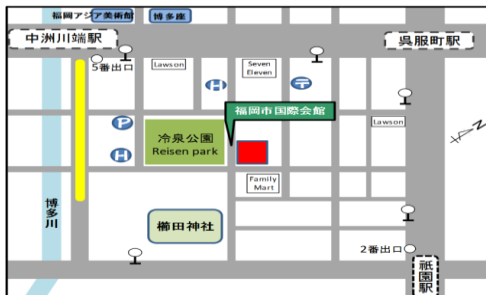 福岡アジア美術館
博多座
中洲川端駅
呉服町駅
5番出口
Lawson
Seven
Eleven
H
〒
福岡市国際会館
P
冷泉公園
Reisen park
Lawson
H
Family
Mart
博多川
櫛田神社
2番出口
祇園駅
N